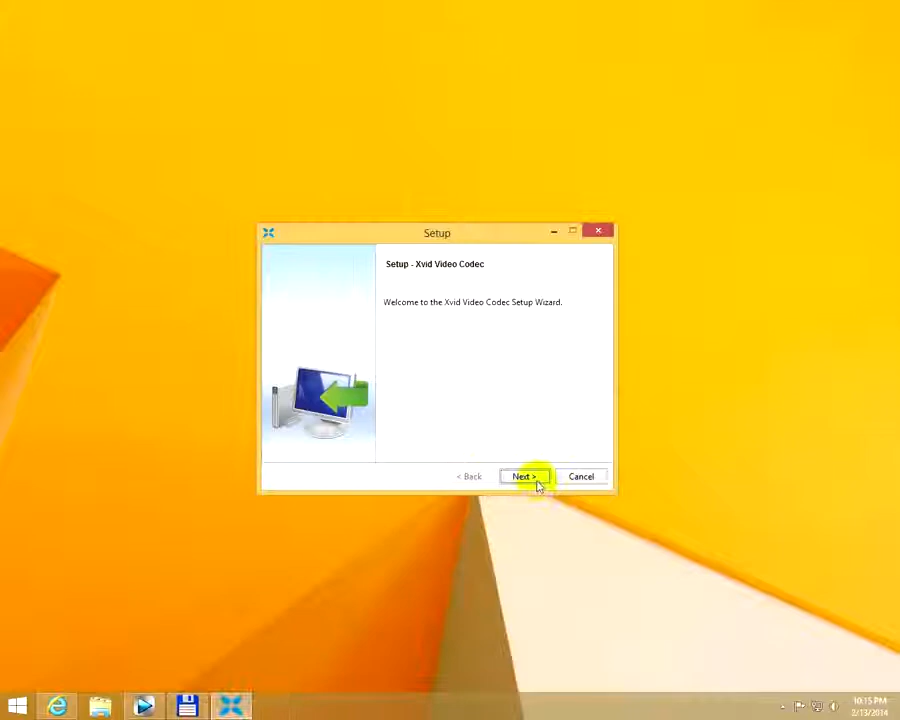 Setup
Setup - Xvid Video Codec
Welcome to the Xvid Video Codec Setup Wizard.
< Back
Next >
Cancel
10:15 PM
2/13/2014